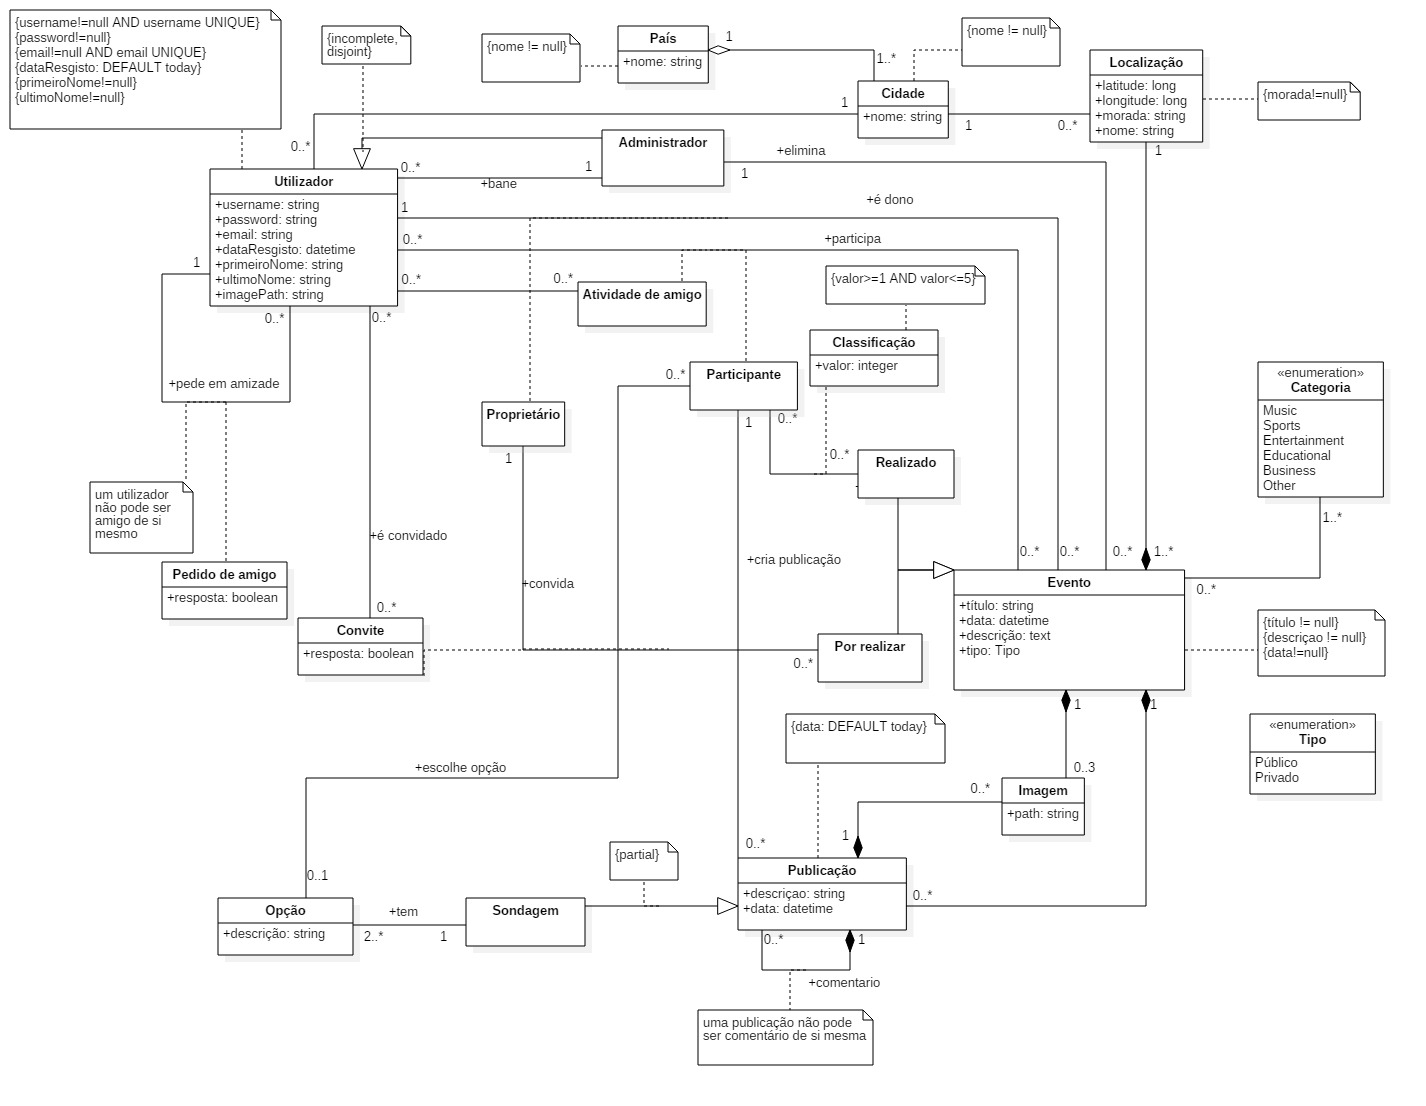 {username!=null AND username UNIQUE}
{password!=null}
{email!=null AND email UNIQUE}
{dataResgisto: DEFAULT today}
{primeiroNome!=null}
{ultimoNome!=null}
{incomplete,
disjoint}
{nome != null}
País
+nome: string
1
1..*
{nome != null}
Cidade
+nome: string
1
1
0..*
Localização
+latitude: long
+longitude: long
+morada: string
+nome: string
{morada!=null}
1
0..*
Administrador
+elimina
1
0..*
1
+bane
Utilizador
+username: string
+password: string
+email: string
+dataResgisto: datetime
+primeiroNome: string
+ultimoNome: string
+imagePath: string
1
+é dono
0..*
+participa
1
0..*
0..*
Atividade de amigo
{valor>=1 AND valor<=5}
0..*
0..*
Classificação
+valor: integer
+pede em amizade
0..*
Participante
«enumeration»
Categoria
Music
Sports
Entertainment
Educational
Business
Other
Proprietário
1
0..*
1
0..*
Realizado
um utilizador
não pode ser
amigo de si
mesmo
1..*
+é convidado
+cria publicação
0..*
0..*
0..*
1..*
Pedido de amigo
+resposta: boolean
+convida
Evento
+título: string
+data: datetime
+descrição: text
+tipo: Tipo
0..*
0..*
Convite
+resposta: boolean
Por realizar
0..*
{título != null}
{descriçao != null}
{data!=null}
1
1
{data: DEFAULT today}
«enumeration»
Tipo
Público
Privado
+escolhe opção
0..3
0..*
Imagem
+path: string
1
0..*
{partial}
0..1
Publicação
+descriçao: string
+data: datetime
0..*
Opção
+descrição: string
+tem
2..*
1
Sondagem
0..*
1
+comentario
uma publicação não pode
ser comentário de si mesma